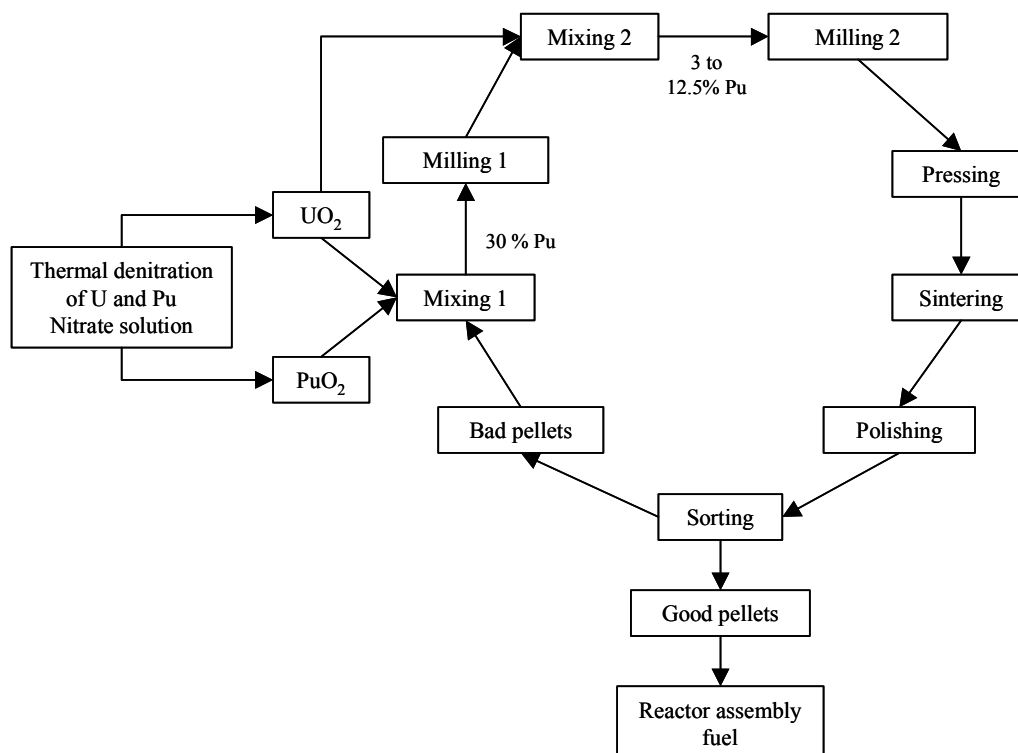 Mixing 2
Milling 2
3 to
12.5% Pu
Milling 1
Pressing
UO₂
30 % Pu
Thermal denitration
of U and Pu
Nitrate solution
Mixing 1
Sintering
PuO₂
Bad pellets
Polishing
Sorting
Good pellets
Reactor assembly
fuel